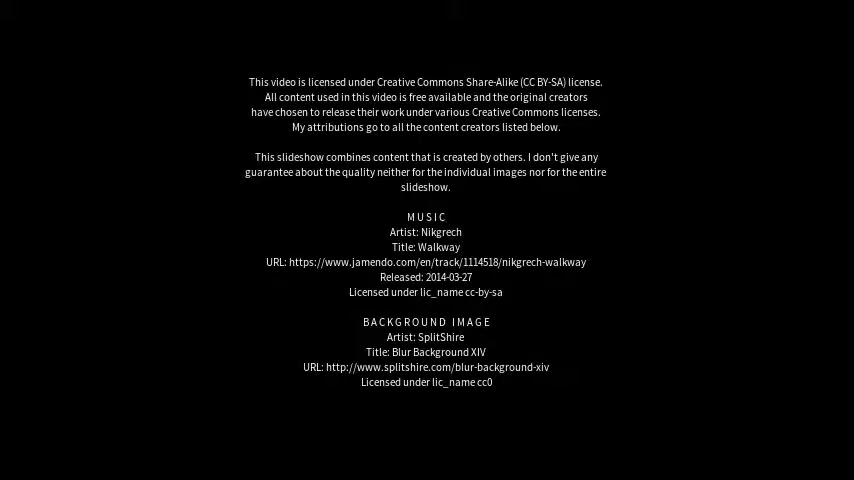 This video is licensed under Creative Commons Share-Alike (CC BY-SA) license.
All content used in this video is free available and the original creators
have chosen to release their work under various Creative Commons licenses.
My attributions go to all the content creators listed below.
This slideshow combines content that is created by others. I don't give any
guarantee about the quality neither for the individual images nor for the entire
slideshow.
M U S I C
Artist: Nikgrech
Title: Walkway
URL: https://www.jamendo.com/en/track/1114518/nikgrech-walkway
Released: 2014-03-27
Licensed under lic_name cc-by-sa
B A C K G R O U N D   I M A G E
Artist: SplitShire
Title: Blur Background XIV
URL: http://www.splitshire.com/blur-background-xiv
Licensed under lic_name cc0